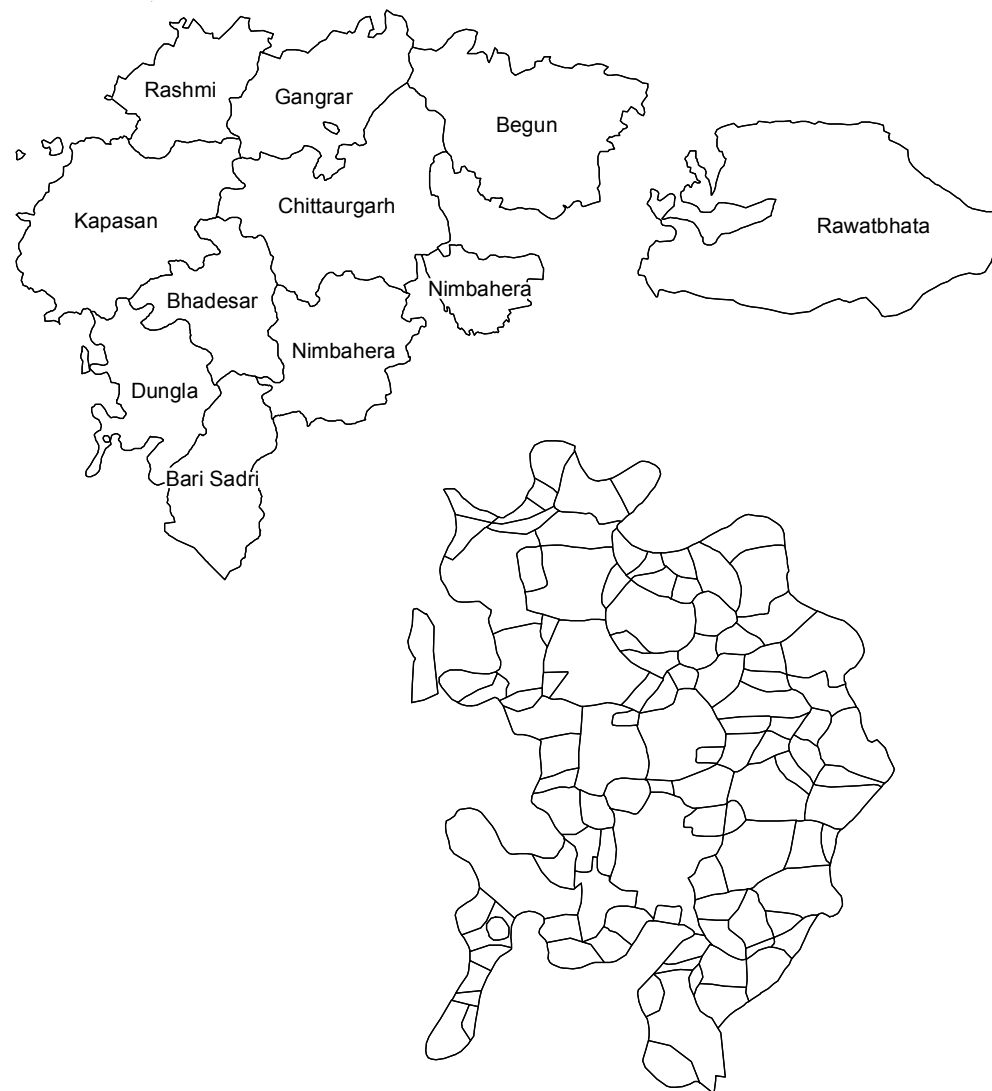 Rashmi
Gangrar
Begun
Kapasan
Chittaurgarh
Rawatbhata
Bhadesar
Nimbahera
Nimbahera
Dungla
Bari Sadri